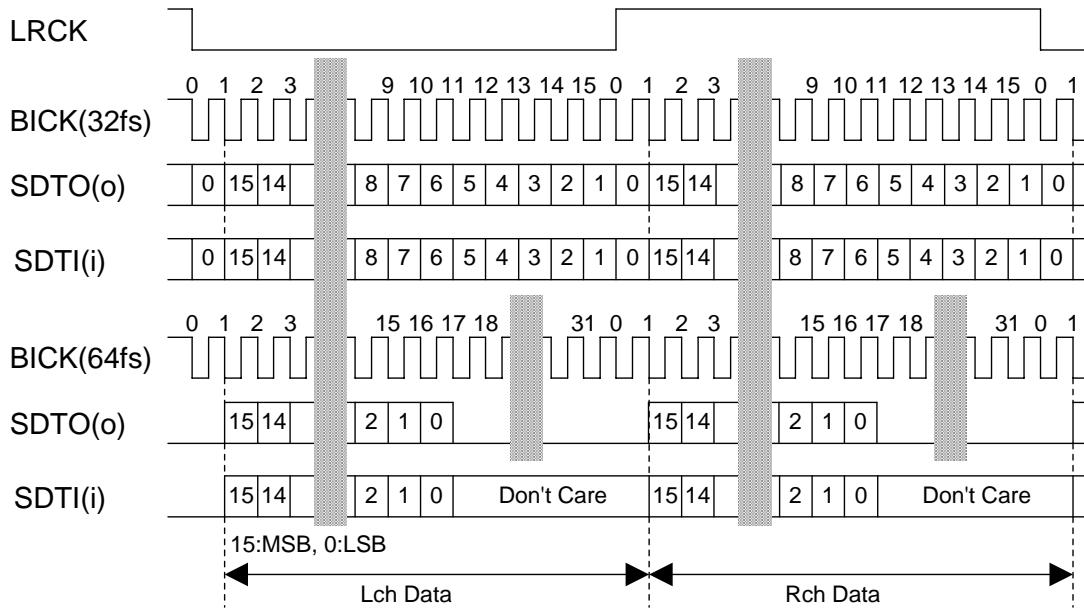 LRCK
0 1 2 3 9 10 11 12 13 14 15 0 1 2 3 9 10 11 12 13 14 15 0 1
BICK(32fs)
SDTO(o) 0 15 14 8 7 6 5 4 3 2 1 0 15 14 8 7 6 5 4 3 2 1 0
SDTI(i) 0 15 14 8 7 6 5 4 3 2 1 0 15 14 8 7 6 5 4 3 2 1 0
0 1 2 3 15 16 17 18 31 0 1 2 3 15 16 17 18 31 0 1
BICK(64fs)
SDTO(o) 15 14 2 1 0 15 14 2 1 0
SDTI(i) 15 14 2 1 0 Don't Care 15 14 2 1 0 Don't Care
15:MSB, 0:LSB
Lch Data Rch Data